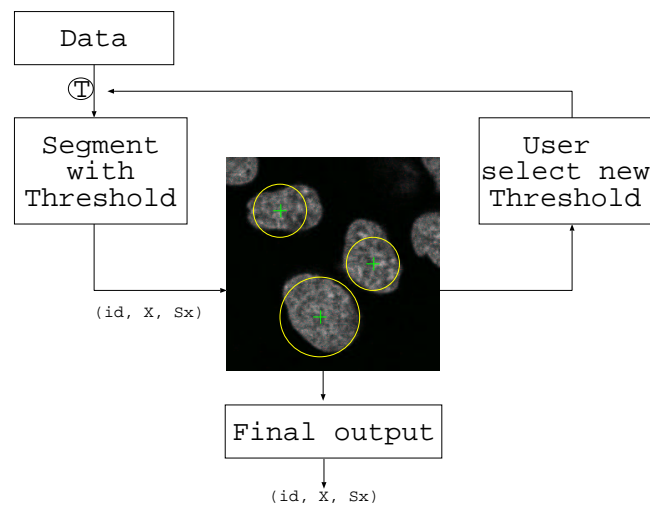 Data
T
Segment
with
Threshold
User
select new
Threshold
(id, X, Sx)
Final output
(id, X, Sx)